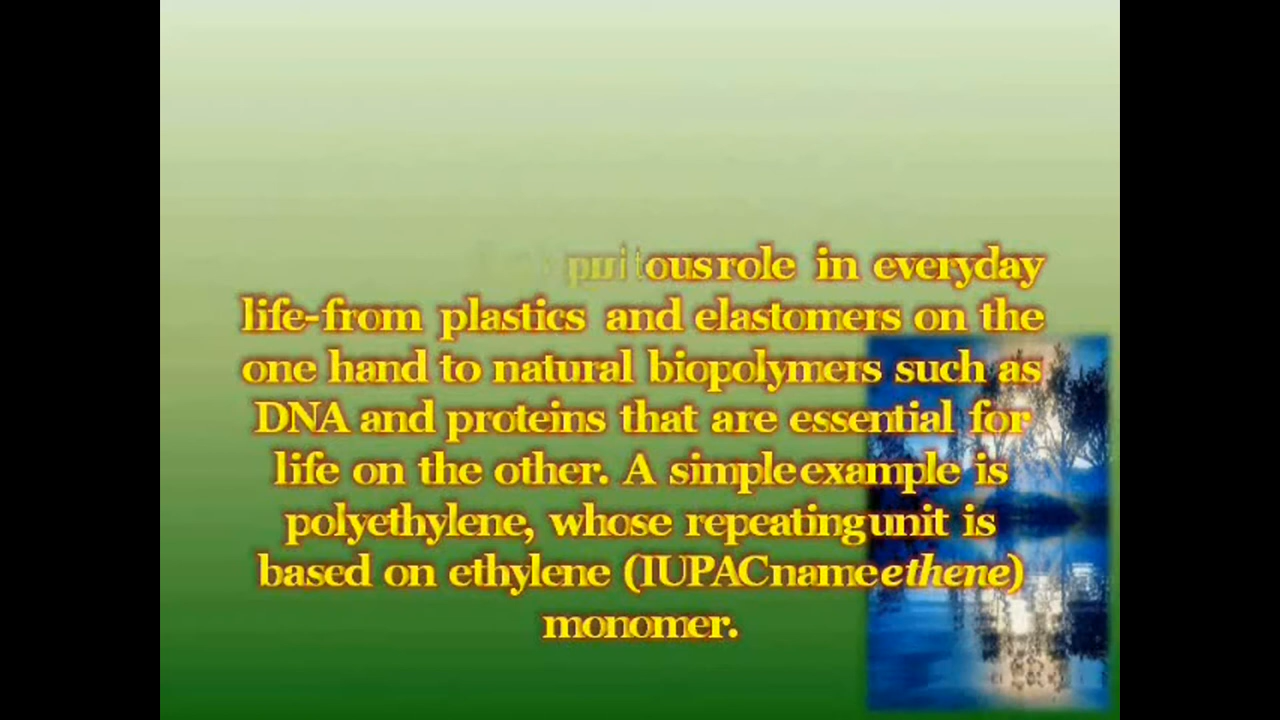 role in everyday
life-from plastics and elastomers on the
one hand to natural biopolymers such as
DNA and proteins that are essential for
life on the other. A simple example is
polyethylene, whose repeating unit is
based on ethylene (IUPAC name ethene)
monomer.